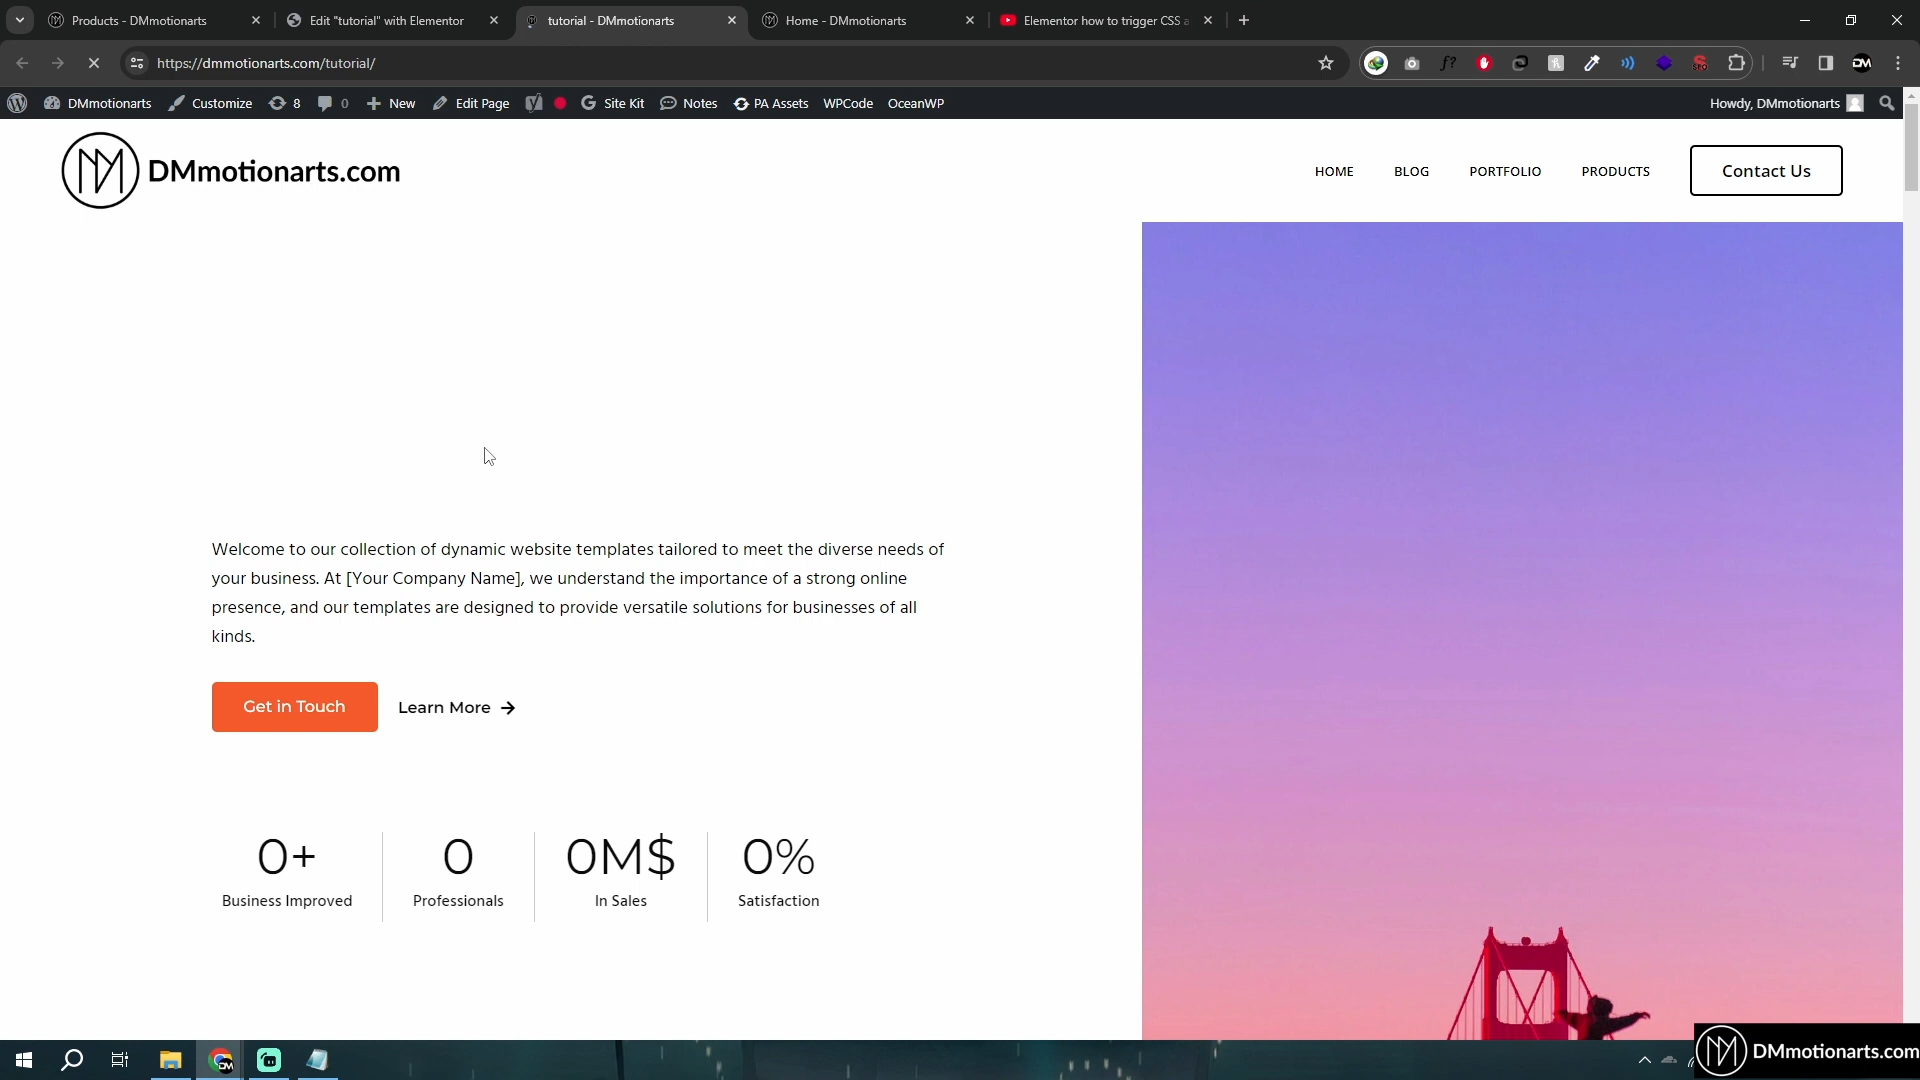 Products - DMmotionarts
Edit "tutorial" with Elementor
tutorial - DMmotionarts
Home - DMmotionarts
Elementor how to trigger CSS a
https://dmmotionarts.com/tutorial/
f?
SEO
DM
DMmotionarts
Customize
8
0
New
Edit Page
Site Kit
Notes
PA Assets
WPCode
OceanWP
Howdy, DMmotionarts
DMmotionarts.com
HOME
BLOG
PORTFOLIO
PRODUCTS
Contact Us
Welcome to our collection of dynamic website templates tailored to meet the diverse needs of
your business. At [Your Company Name], we understand the importance of a strong online
presence, and our templates are designed to provide versatile solutions for businesses of all
kinds.
Get in Touch
Learn More
0+
Business Improved
0
Professionals
0M$
In Sales
0%
Satisfaction
DMmotionarts.com